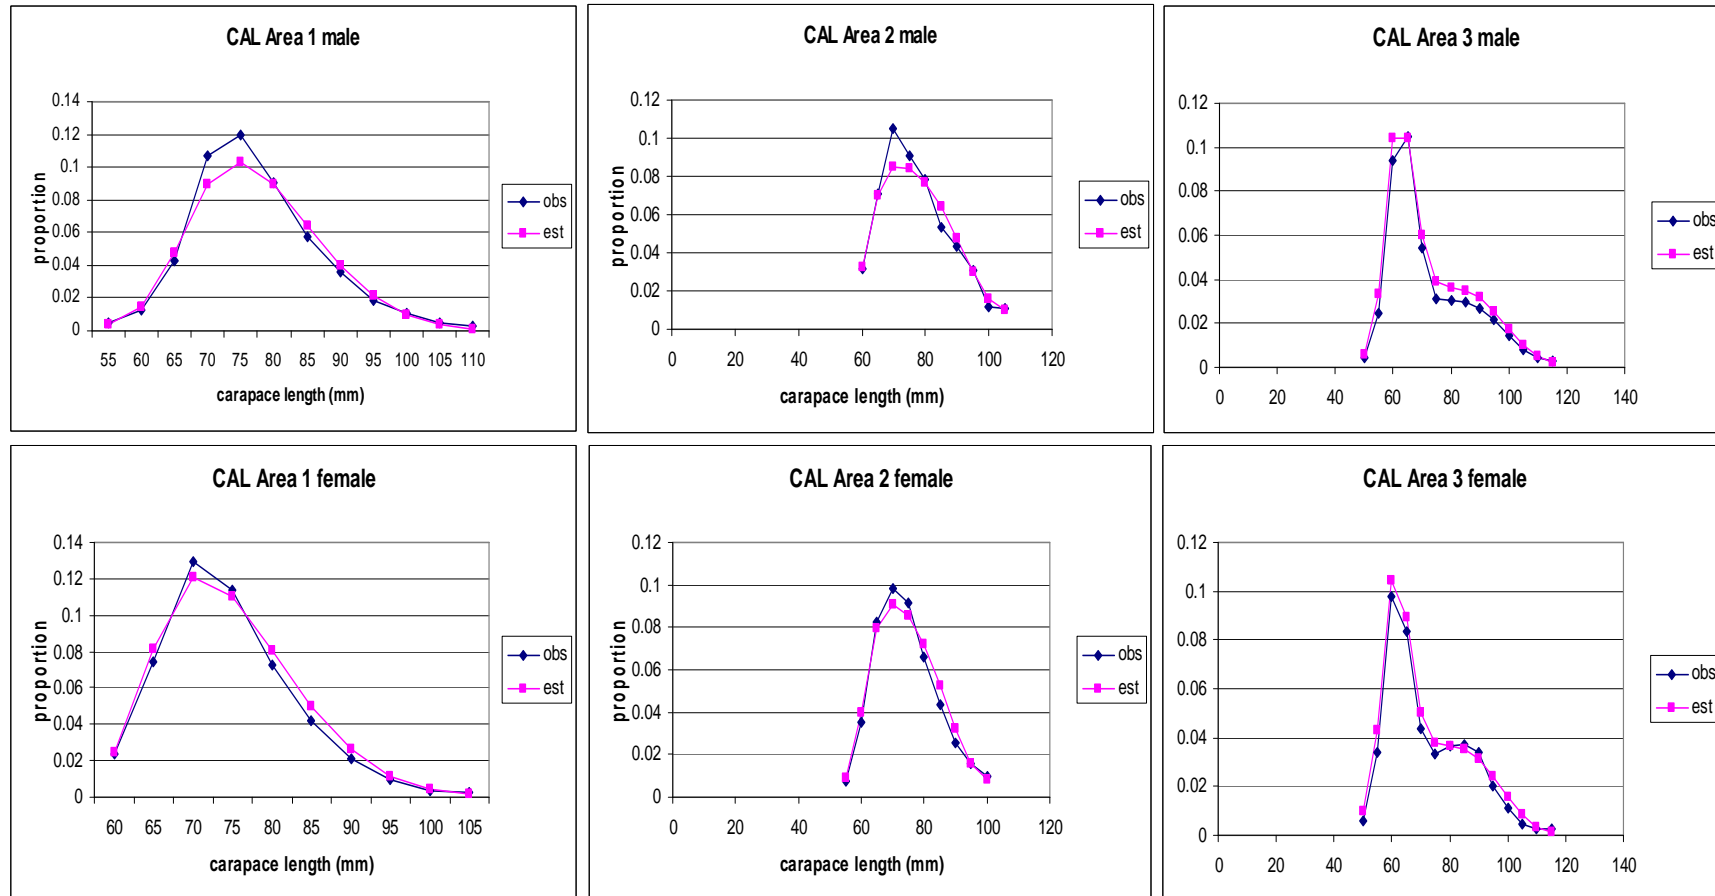 CAL Area 1 male
0.14
0.12
0.1
0.08
0.06
0.04
0.02
0
proportion
55 60 65 70 75 80 85 90 95 100 105 110
carapace length (mm)
obs
est
CAL Area 2 male
0.12
0.1
0.08
0.06
0.04
0.02
0
proportion
0 20 40 60 80 100 120
carapace length (mm)
obs
est
CAL Area 3 male
0.12
0.1
0.08
0.06
0.04
0.02
0
0 20 40 60 80 100 120 140
obs
est
CAL Area 1 female
0.14
0.12
0.1
0.08
0.06
0.04
0.02
0
proportion
60 65 70 75 80 85 90 95 100 105
carapace length (mm)
obs
est
CAL Area 2 female
0.12
0.1
0.08
0.06
0.04
0.02
0
proportion
0 20 40 60 80 100 120
carapace length (mm)
obs
est
CAL Area 3 female
0.12
0.1
0.08
0.06
0.04
0.02
0
0 20 40 60 80 100 120 140
obs
est